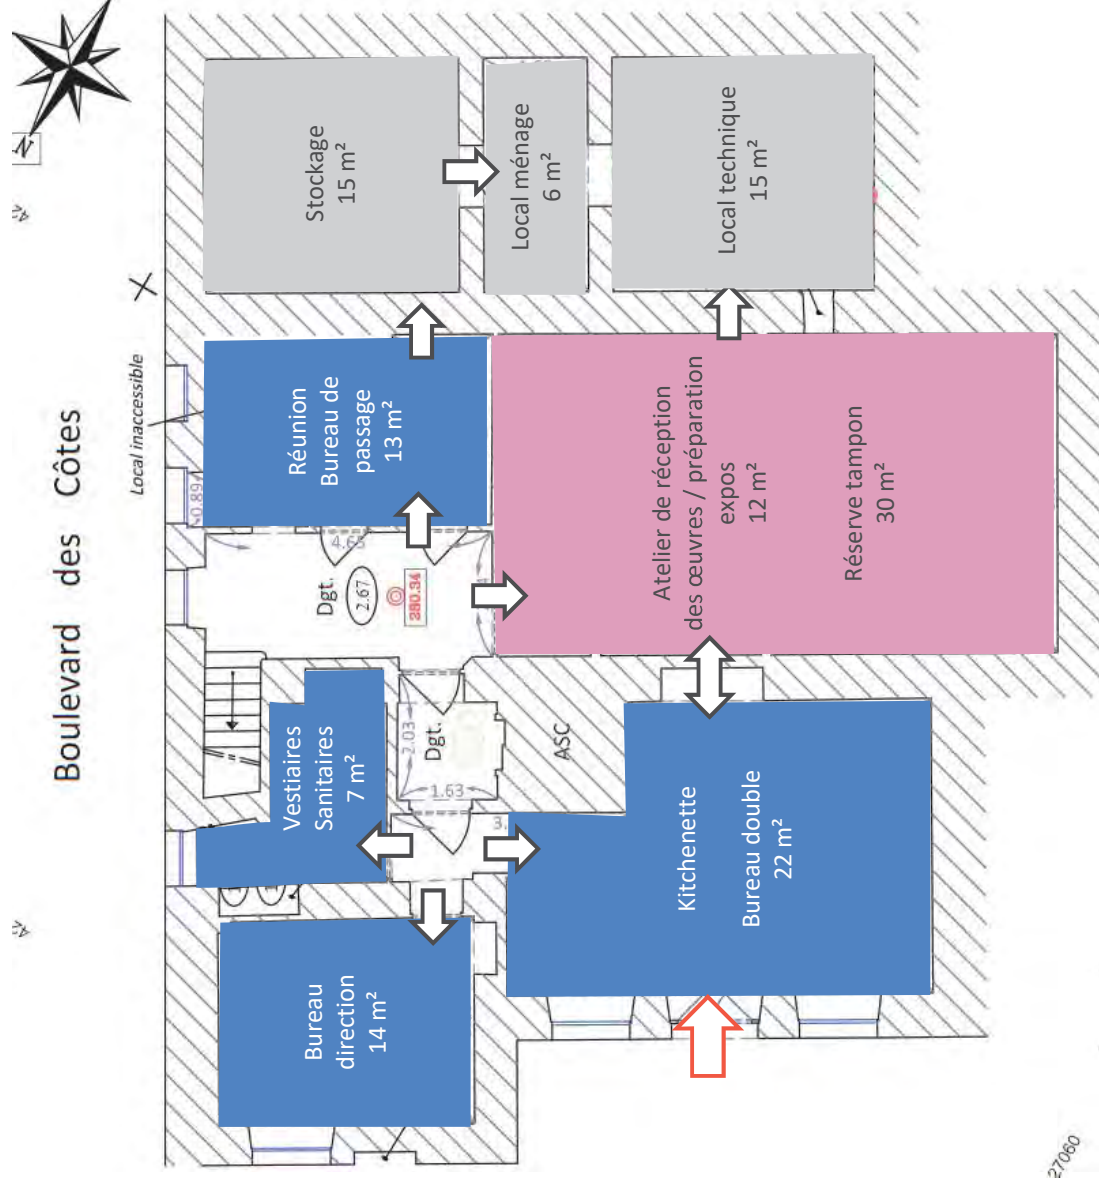 N
Boulevard des Côtes
Local inaccessible
Stockage
15 m²
Local ménage
6 m²
Local technique
15 m²
Réunion
Bureau de
passage
13 m²
0.89
4.65
Dgt.
2.67
280.34
Atelier de réception
des œuvres / préparation
expos
12 m²
Réserve tampon
30 m²
Vestiaires
Sanitaires
7 m²
2.03
Dgt.
1.63
ASC
3.
Kitchenette
Bureau double
22 m²
Bureau
direction
14 m²
27060